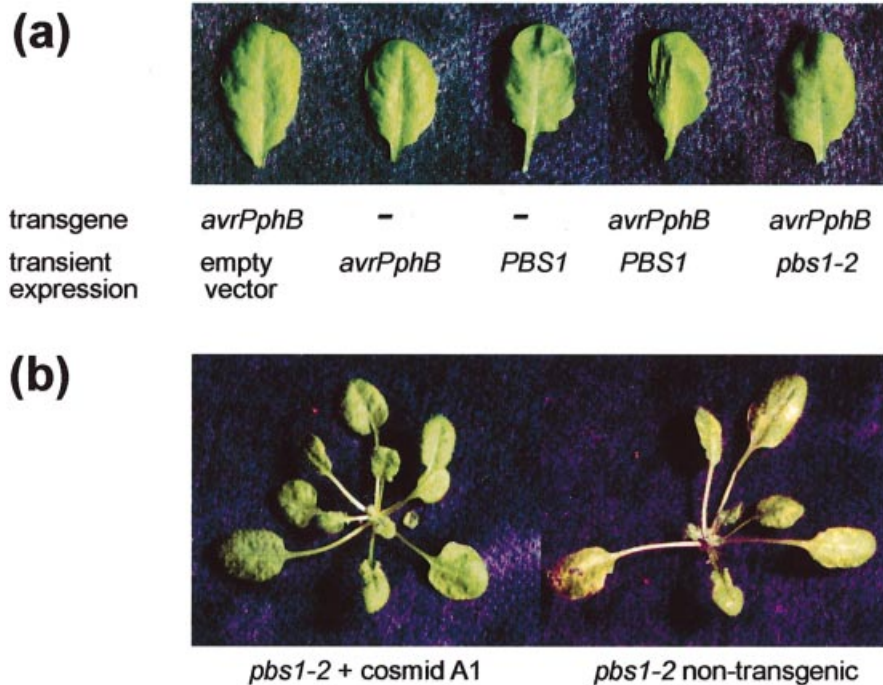 (a)
transgene avrPphB – – avrPphB avrPphB
transient expression empty vector avrPphB PBS1 PBS1 pbs1-2
(b)
pbs1-2 + cosmid A1 pbs1-2 non-transgenic